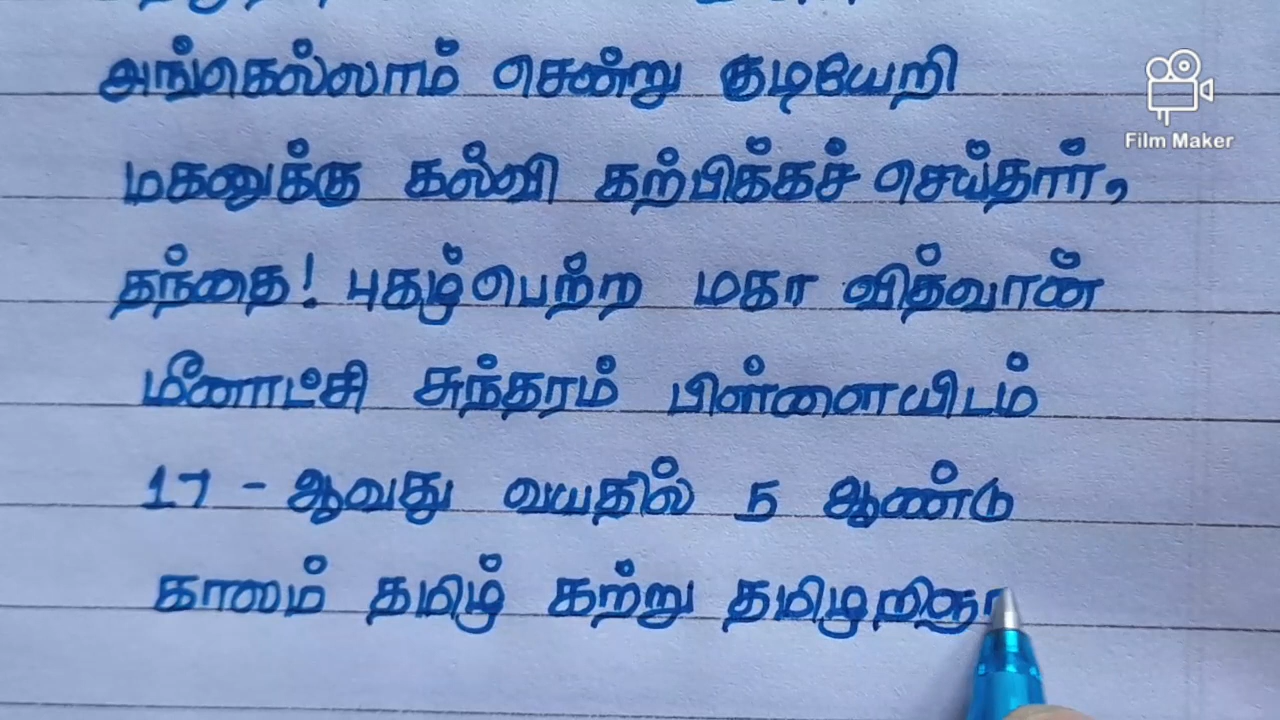 அங்கெல்லாம் சென்று குடியேறி
மகனுக்கு கல்வி கற்பிக்கச் செய்தார்,
தந்தை! புகழ்பெற்ற மகா வித்வான்
மீனாட்சி சுந்தரம் பிள்ளையிடம்
17 - ஆவது வயதில் 5 ஆண்டு
காலம் தமிழ் கற்று
Film Maker